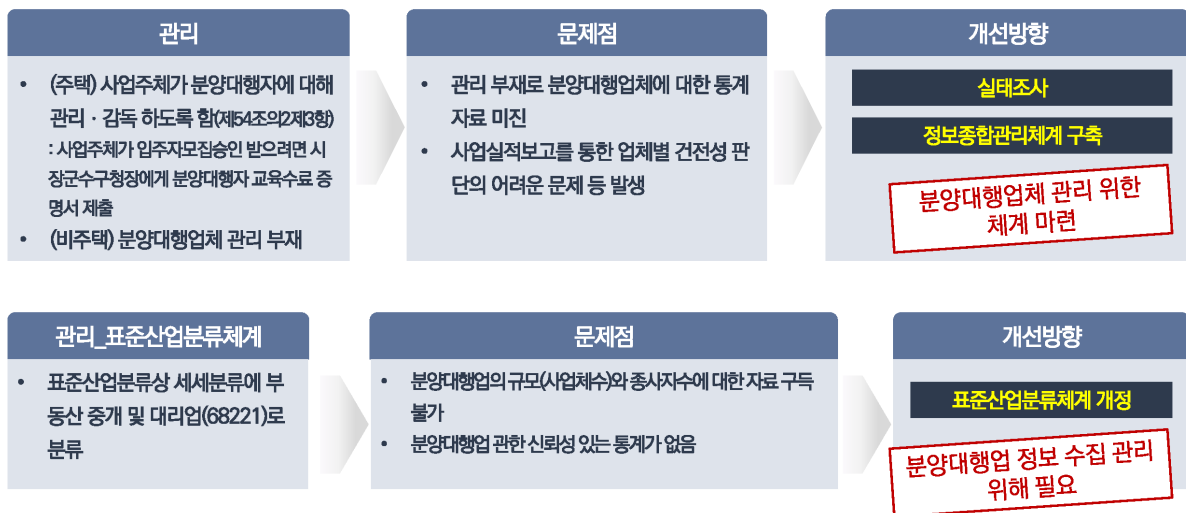 관리
• (주택) 사업주체가 분양대행자에 대해
관리 · 감독 하도록 함(제54조의2제3항)
: 사업주체가 입주자모집승인 받으려면 시
장군수구청장에게 분양대행자 교육수료 증
명서 제출
• (비주택) 분양대행업체 관리 부재
문제점
• 관리 부재로 분양대행업체에 대한 통계
자료 미진
• 사업실적보고를 통한 업체별 건전성 판
단의 어려운 문제 등 발생
개선방향
실태조사
정보종합관리체계 구축
분양대행업체 관리 위한
체계 마련
관리_표준산업분류체계
• 표준산업분류상 세세분류에 부
동산 중개 및 대리업(68221)로
분류
문제점
• 분양대행업의 규모(사업체수)와 종사자수에 대한 자료 구득
불가
• 분양대행업 관한 신뢰성 있는 통계가 없음
개선방향
표준산업분류체계 개정
분양대행업 정보 수집 관리
위해 필요